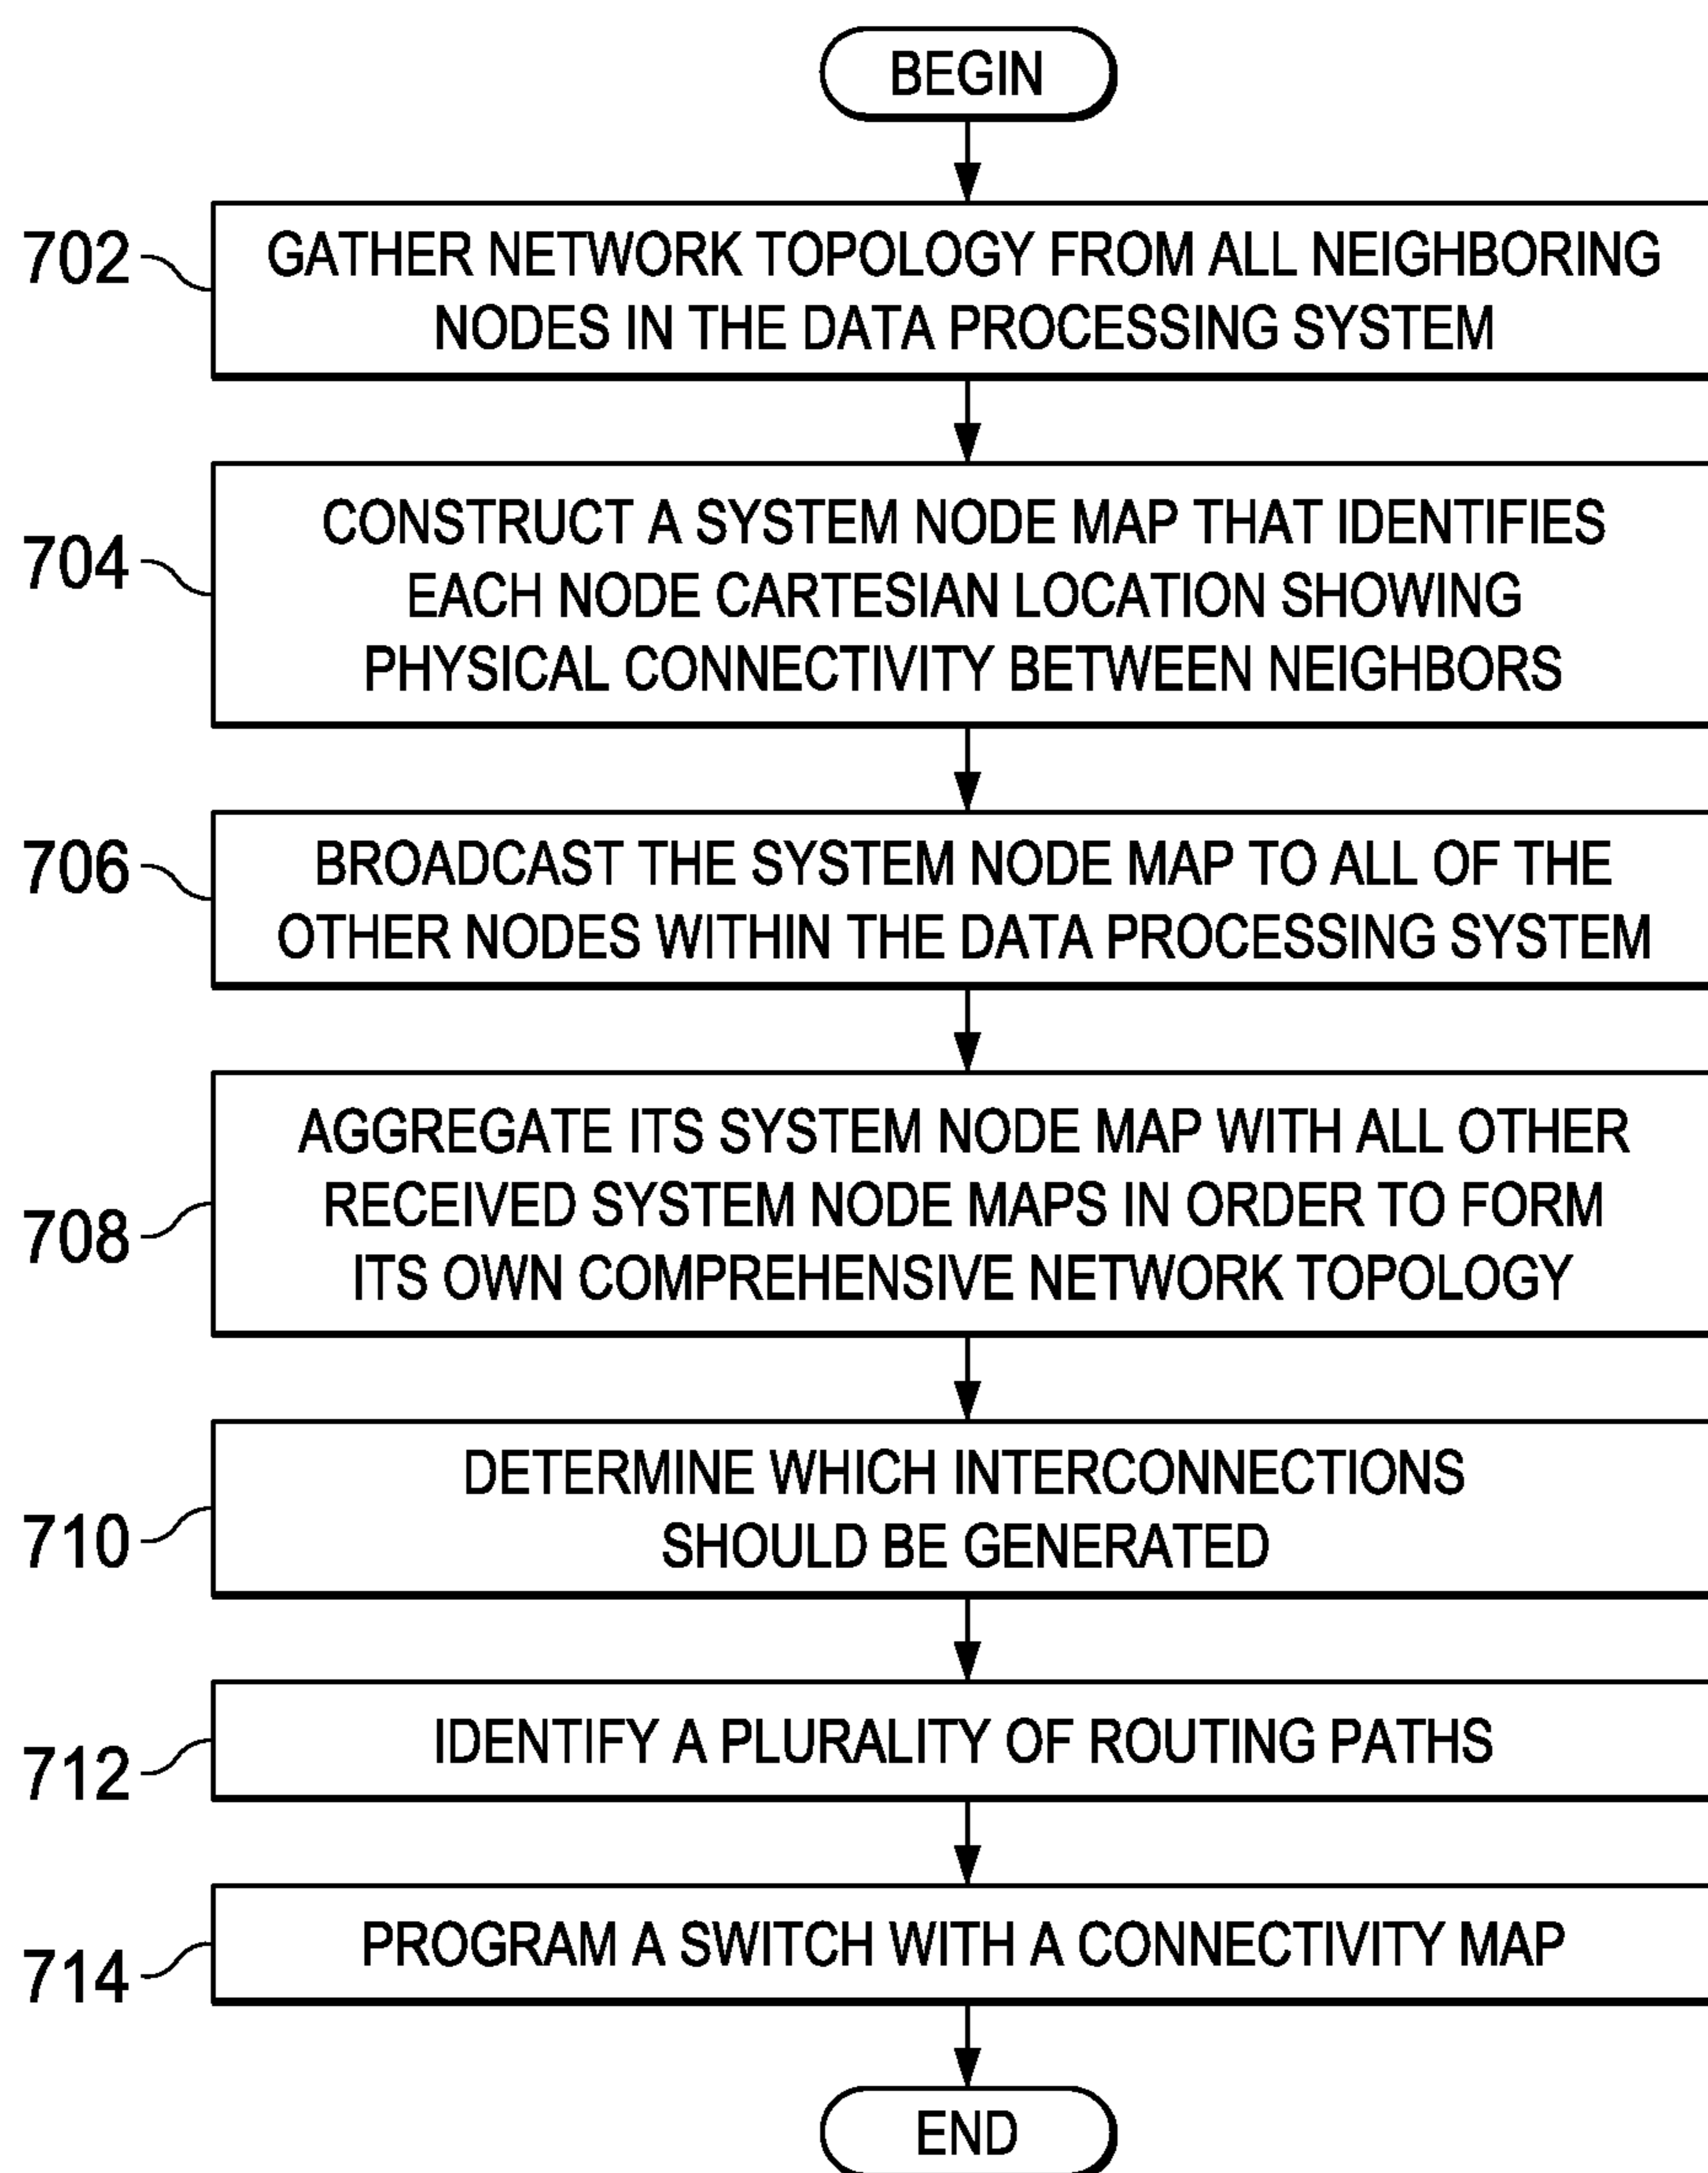 BEGIN
702
GATHER NETWORK TOPOLOGY FROM ALL NEIGHBORING
NODES IN THE DATA PROCESSING SYSTEM
704
CONSTRUCT A SYSTEM NODE MAP THAT IDENTIFIES
EACH NODE CARTESIAN LOCATION SHOWING
PHYSICAL CONNECTIVITY BETWEEN NEIGHBORS
706
BROADCAST THE SYSTEM NODE MAP TO ALL OF THE
OTHER NODES WITHIN THE DATA PROCESSING SYSTEM
708
AGGREGATE ITS SYSTEM NODE MAP WITH ALL OTHER
RECEIVED SYSTEM NODE MAPS IN ORDER TO FORM
ITS OWN COMPREHENSIVE NETWORK TOPOLOGY
710
DETERMINE WHICH INTERCONNECTIONS
SHOULD BE GENERATED
712
IDENTIFY A PLURALITY OF ROUTING PATHS
714
PROGRAM A SWITCH WITH A CONNECTIVITY MAP
END